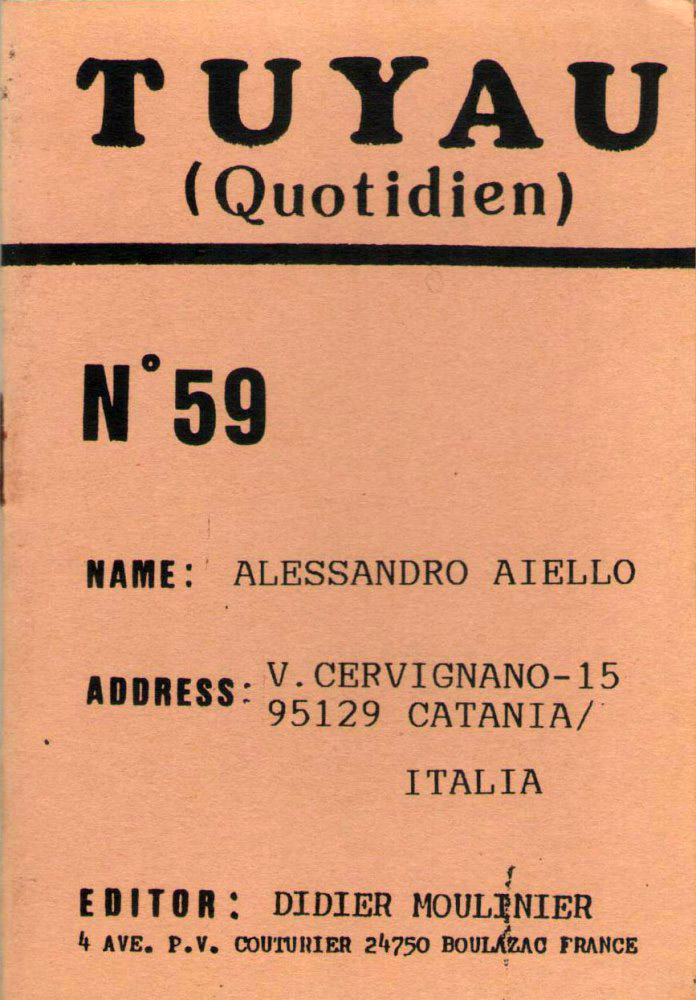 TUYAU
(Quotidien)
N° 59
NAME: ALESSANDRO AIELLO
ADDRESS: V. CERVIGNANO-15
95129 CATANIA/
ITALIA
EDITOR: DIDIER MOULINIER
4 AVE. P.V. COUTURIER 24750 BOULAZAC FRANCE